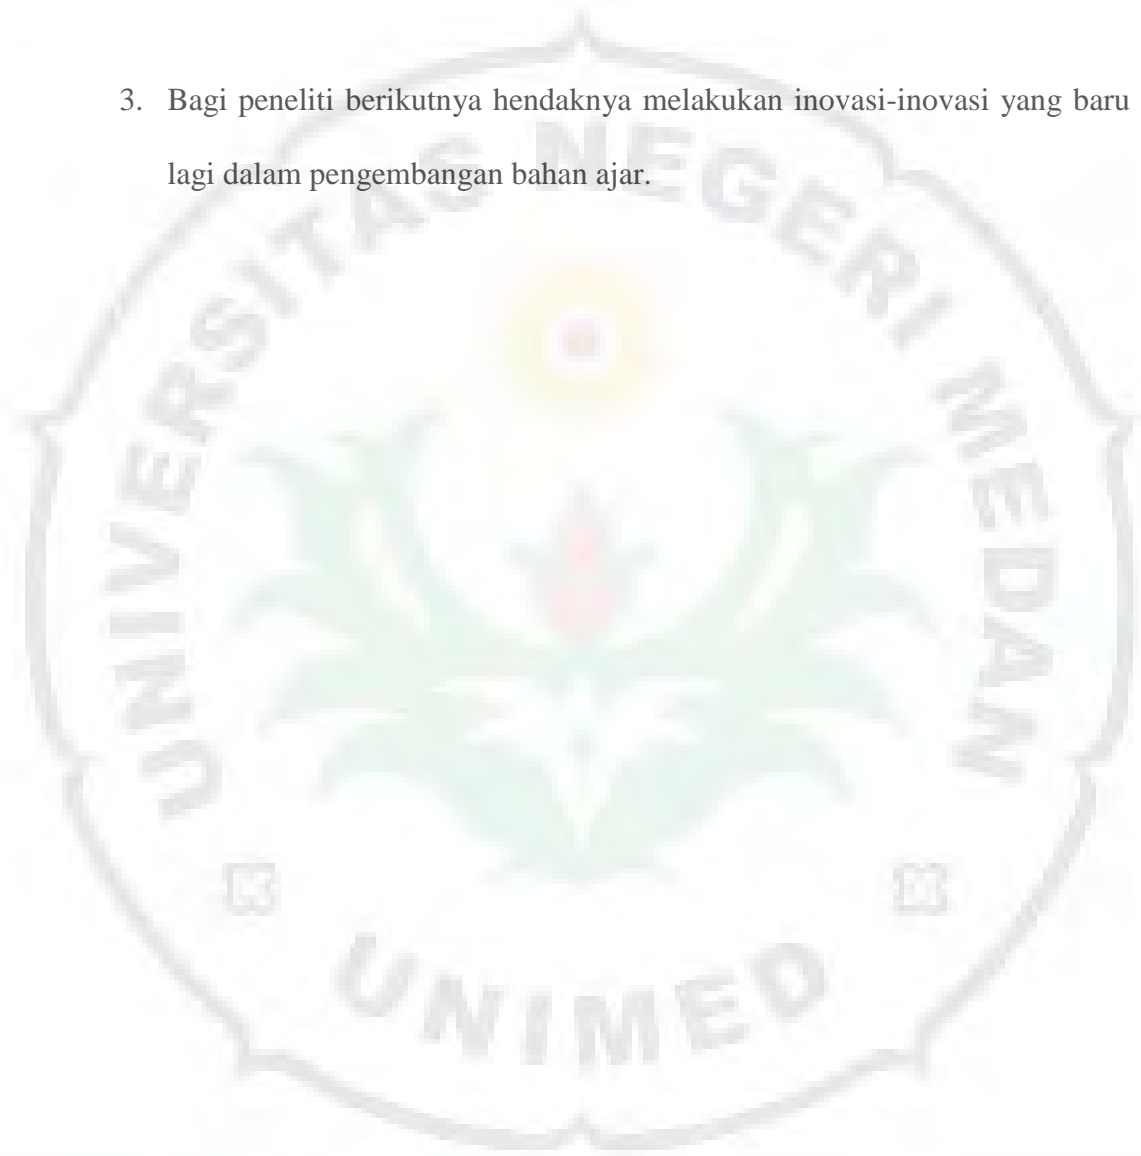 3. Bagi peneliti berikutnya hendaknya melakukan inovasi-inovasi yang baru
lagi dalam pengembangan bahan ajar.
UNIVERSITAS NEGERI MEDAN
UNIMED